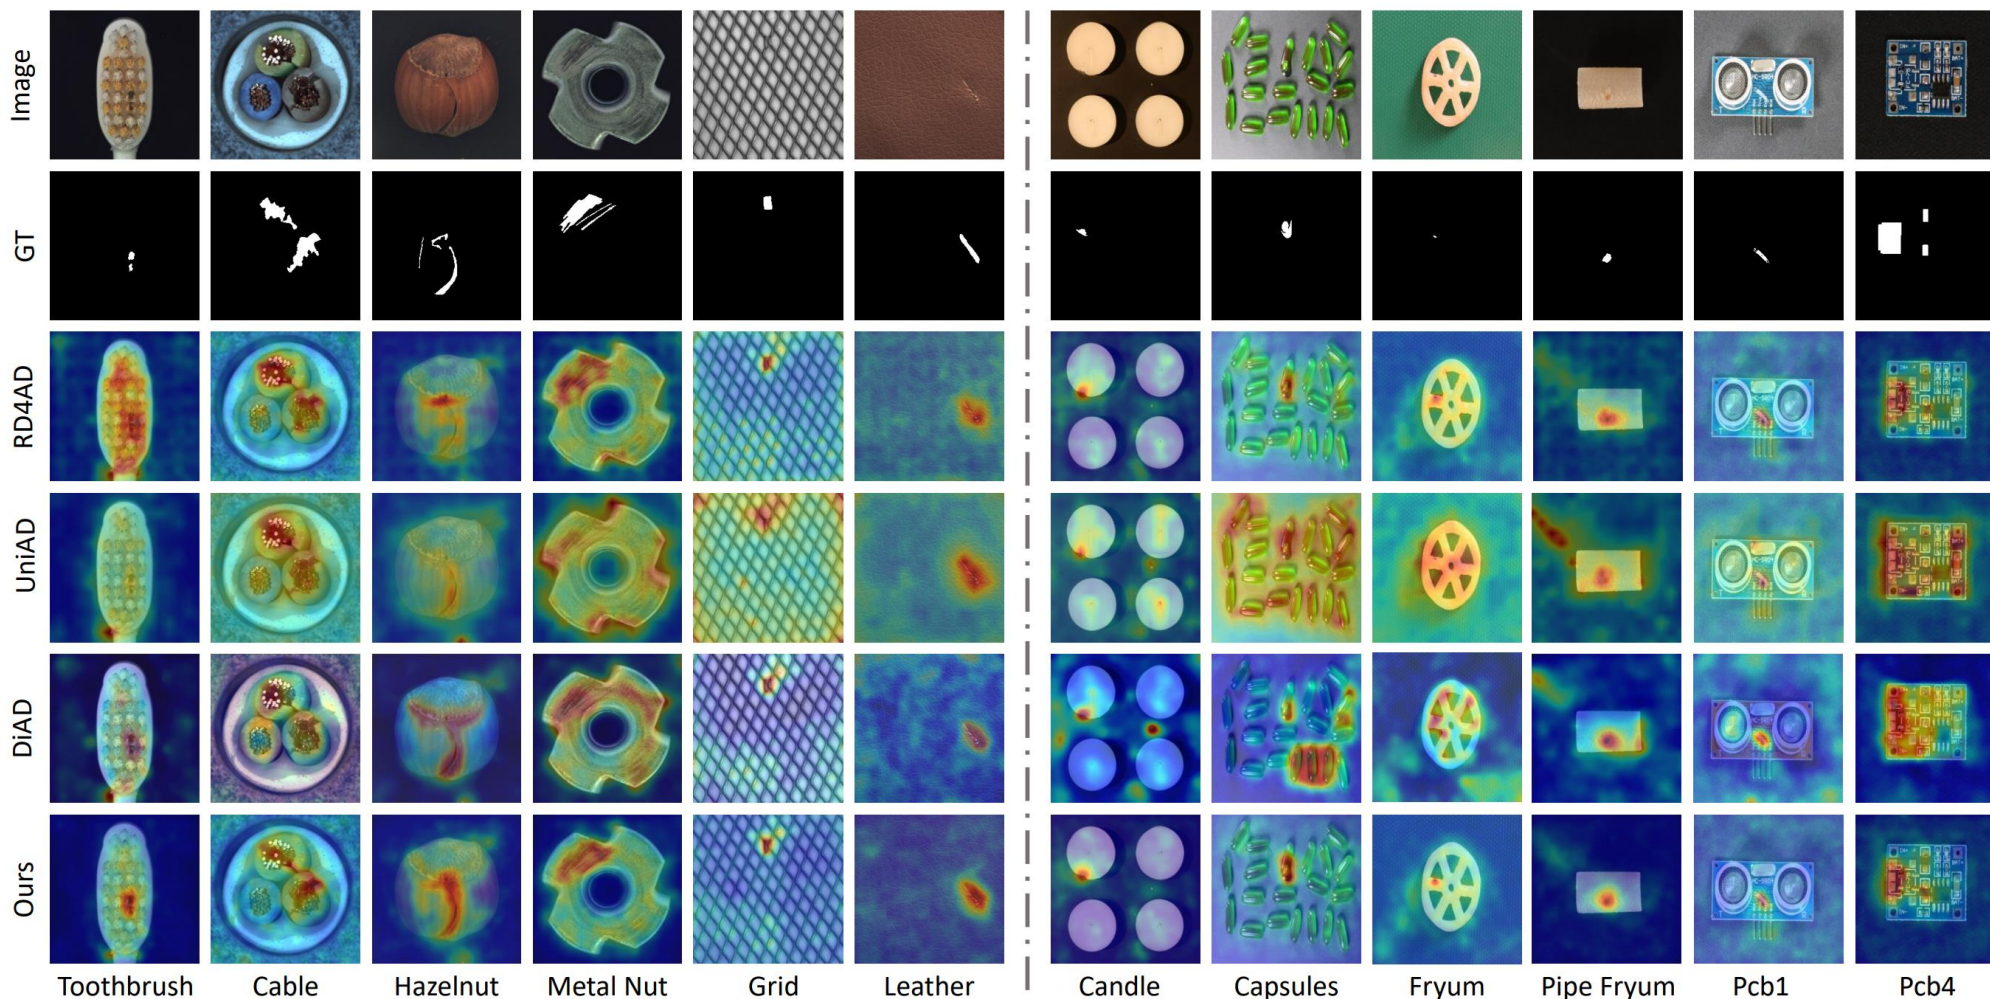 Image
GT
RD4AD
UniAD
DiAD
Ours
Toothbrush Cable Hazelnut Metal Nut Grid Leather Candle Capsules Fryum Pipe Fryum Pcb1 Pcb4